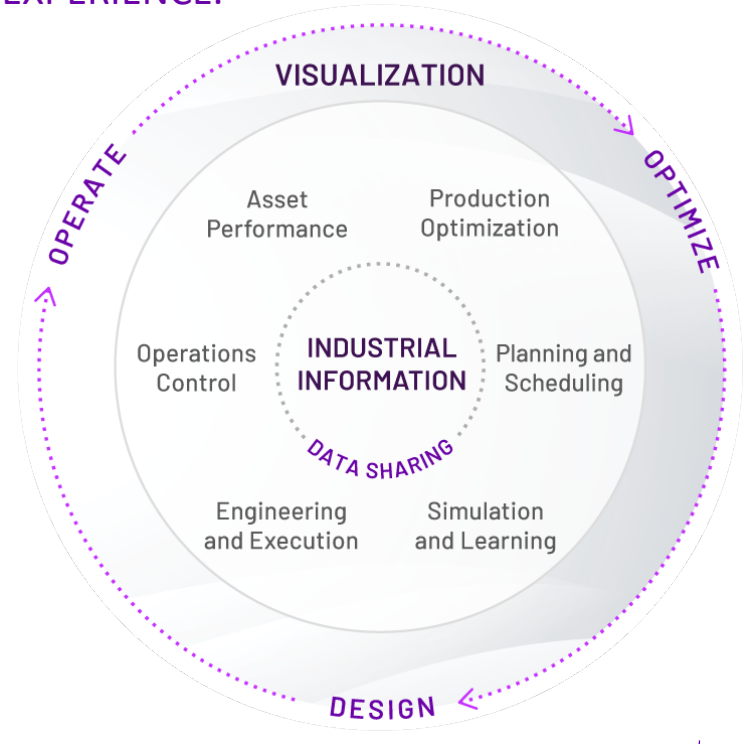 EXPERIENCE.
VISUALIZATION
OPERATE
OPTIMIZE
Asset
Performance
Production
Optimization
Operations
Control
INDUSTRIAL
INFORMATION
Planning and
Scheduling
DATA SHARING
Engineering
and Execution
Simulation
and Learning
DESIGN